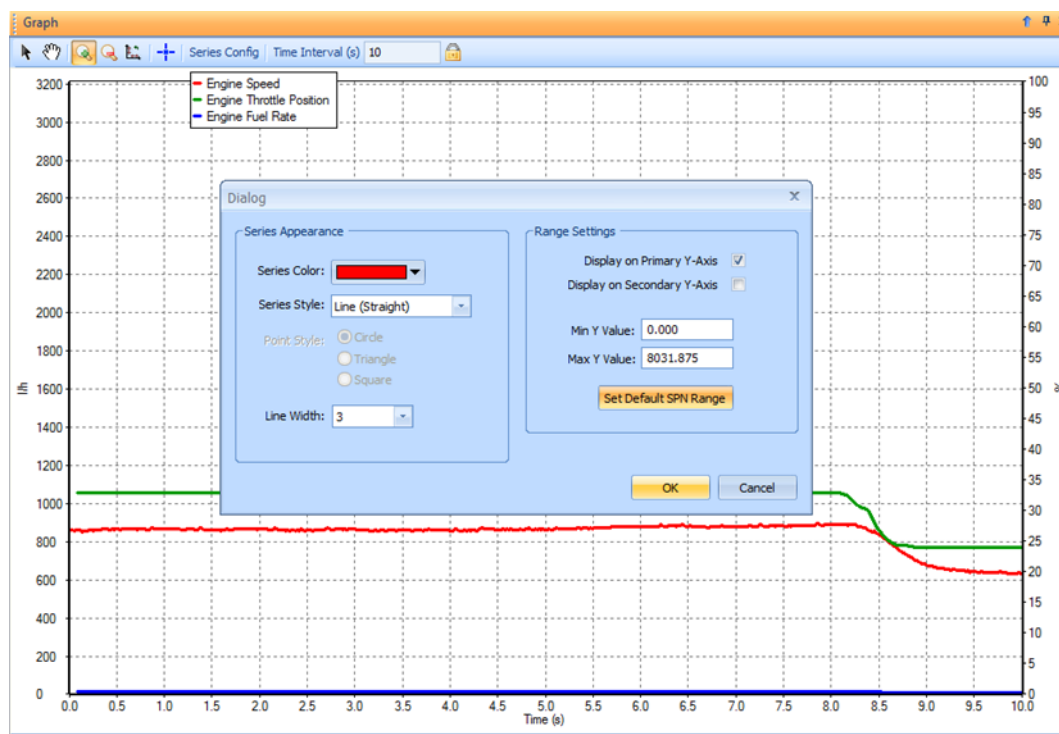 Graph
Series Config Time Interval (s) 10
Engine Speed
Engine Throttle Position
Engine Fuel Rate
3200
3000
2800
2600
2400
2200
2000
1800
1600
1400
1200
1000
800
600
400
200
0
l/h
Dialog
Series Appearance
Series Color:
Series Style: Line (Straight)
Point Style: Circle
Triangle
Square
Line Width: 3
Range Settings
Display on Primary Y-Axis
Display on Secondary Y-Axis
Min Y Value: 0.000
Max Y Value: 8031.875
Set Default SPN Range
OK Cancel
100
95
90
85
80
75
70
65
60
55
50
45
40
35
30
25
20
15
10
5
0
%
0.0 0.5 1.0 1.5 2.0 2.5 3.0 3.5 4.0 4.5 5.0 5.5 6.0 6.5 7.0 7.5 8.0 8.5 9.0 9.5 10.0
Time (s)